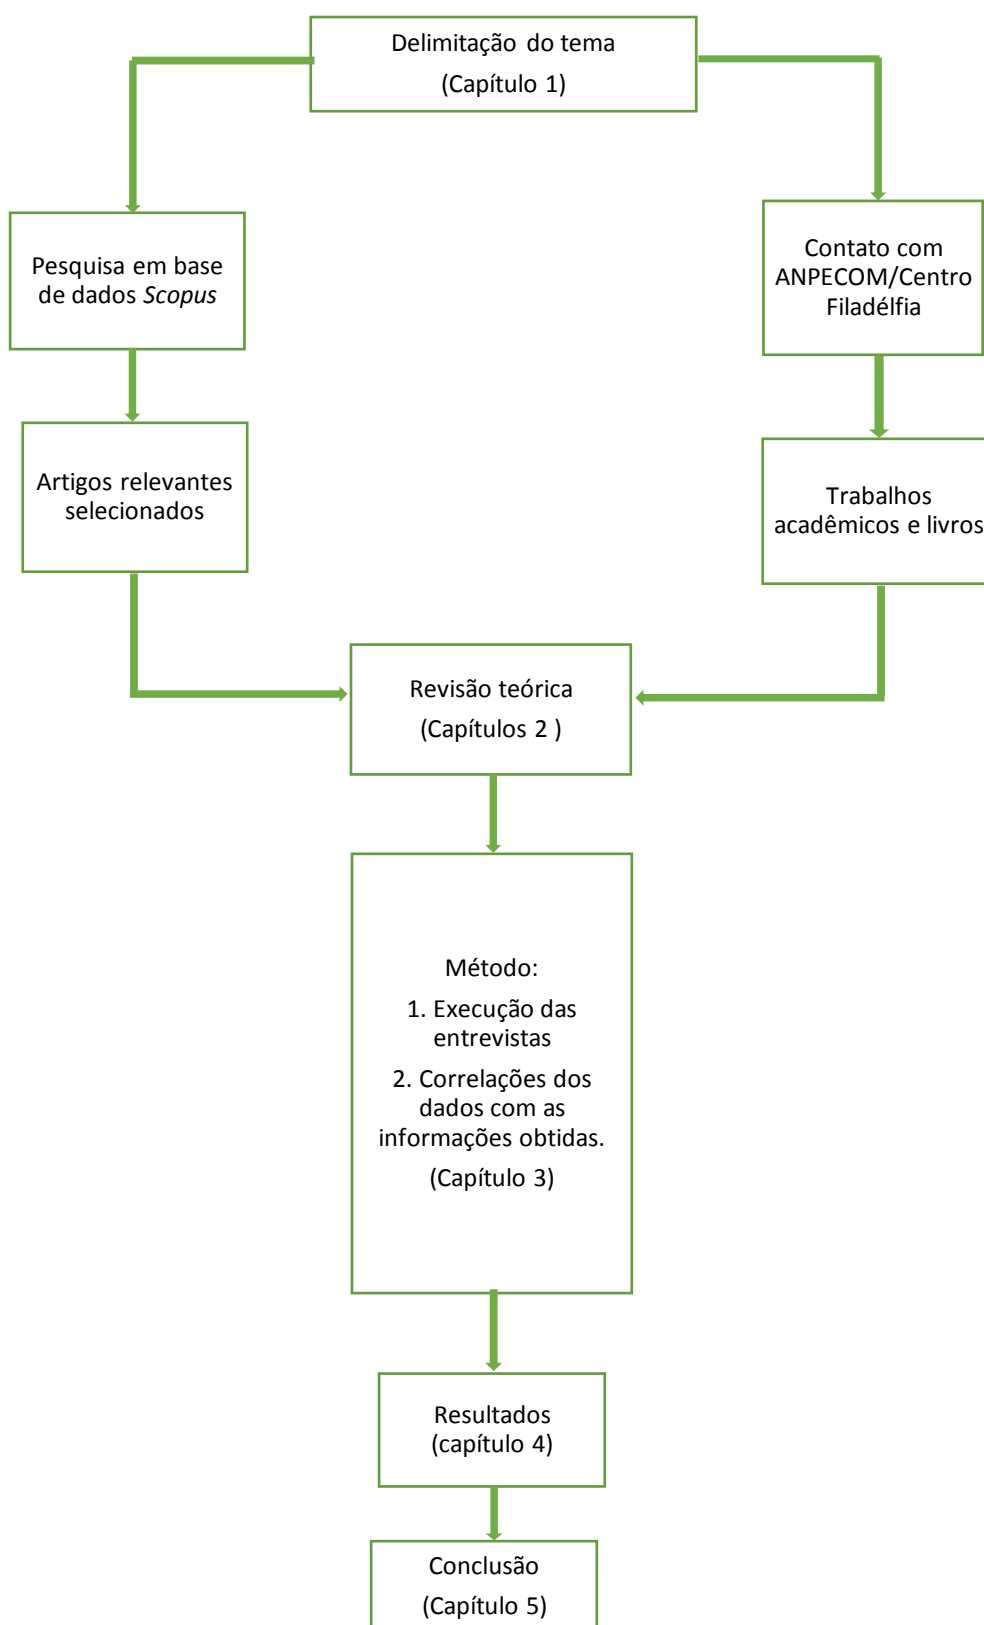 Delimitação do tema
(Capítulo 1)
Pesquisa em base
de dados Scopus
Contato com
ANPECOM/Centro
Filadélfia
Artigos relevantes
selecionados
Trabalhos
acadêmicos e livros
Revisão teórica
(Capítulos 2 )
Método:
1. Execução das
entrevistas
2. Correlações dos
dados com as
informações obtidas.
(Capítulo 3)
Resultados
(capítulo 4)
Conclusão
(Capítulo 5)